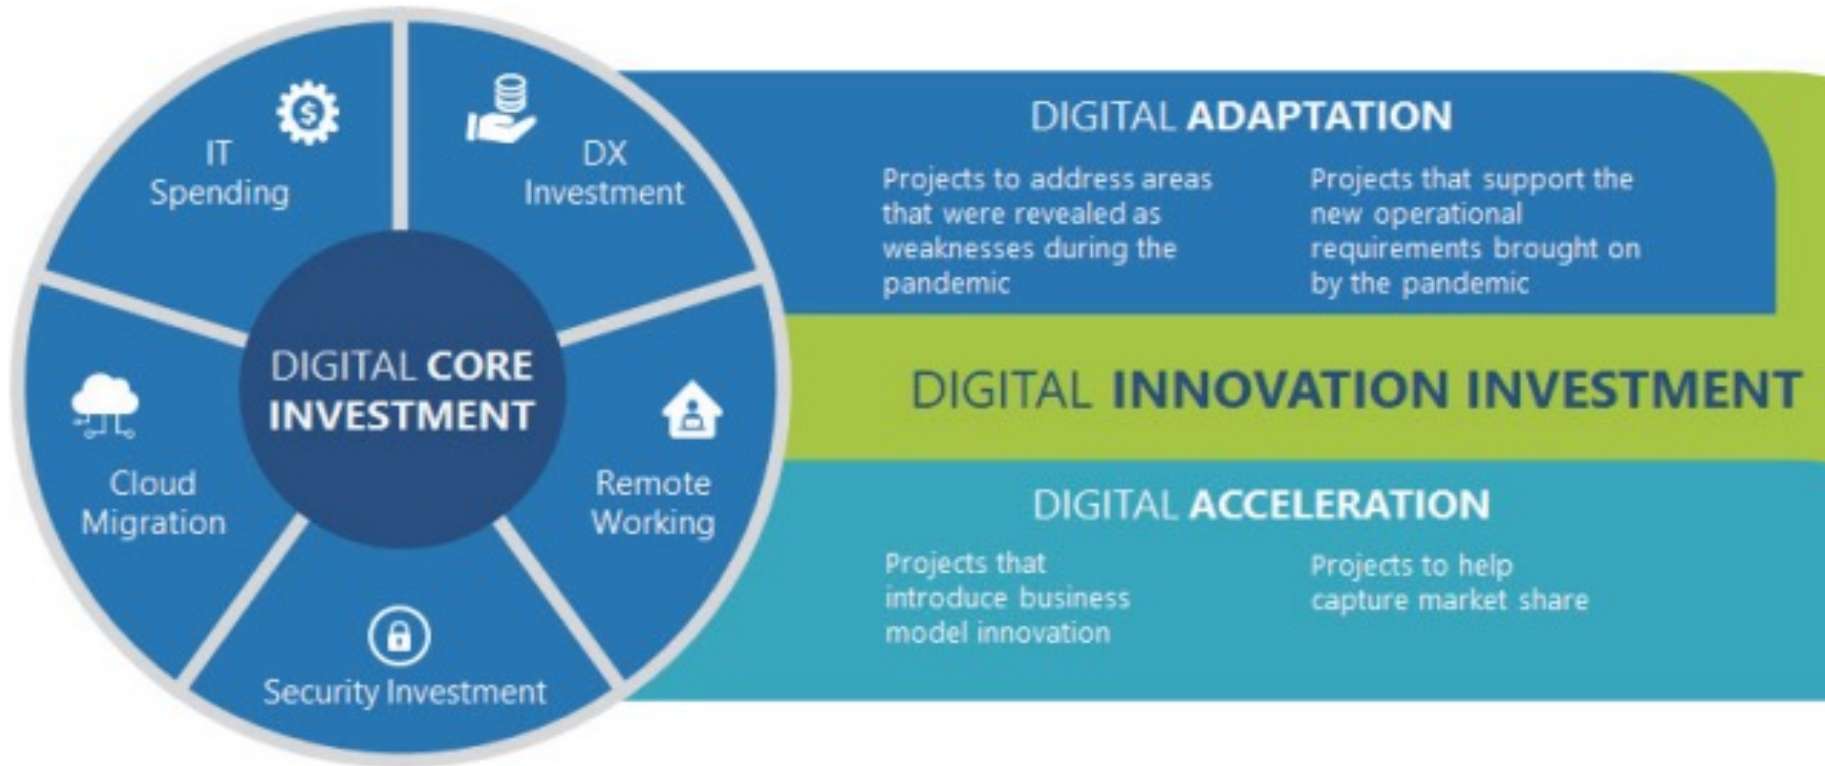 IT
Spending
$
DX
Investment
DIGITAL CORE
INVESTMENT
Cloud
Migration
Remote
Working
Security Investment
DIGITAL ADAPTATION
Projects to address areas
that were revealed as
weaknesses during the
pandemic
Projects that support the
new operational
requirements brought on
by the pandemic
DIGITAL INNOVATION INVESTMENT
DIGITAL ACCELERATION
Projects that
introduce business
model innovation
Projects to help
capture market share